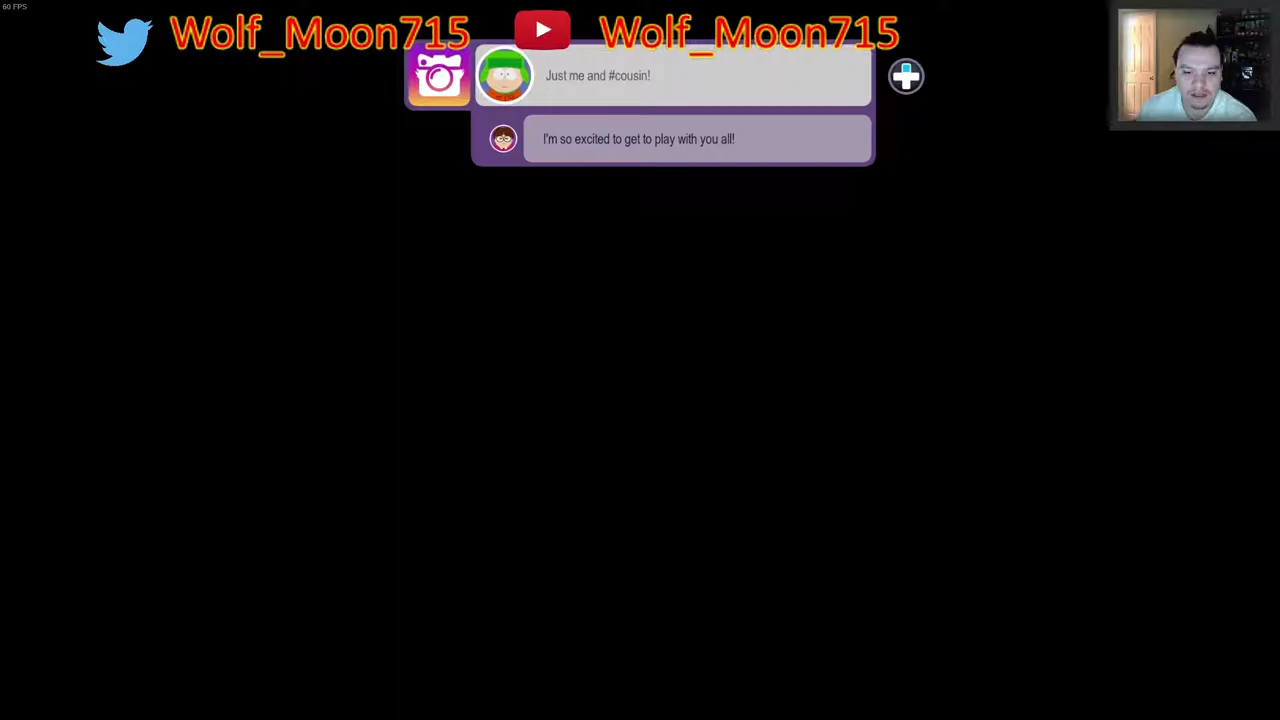 60 FPS
Wolf_Moon715 Wolf_Moon715
Just me and #cousin!
I'm so excited to get to play with you all!